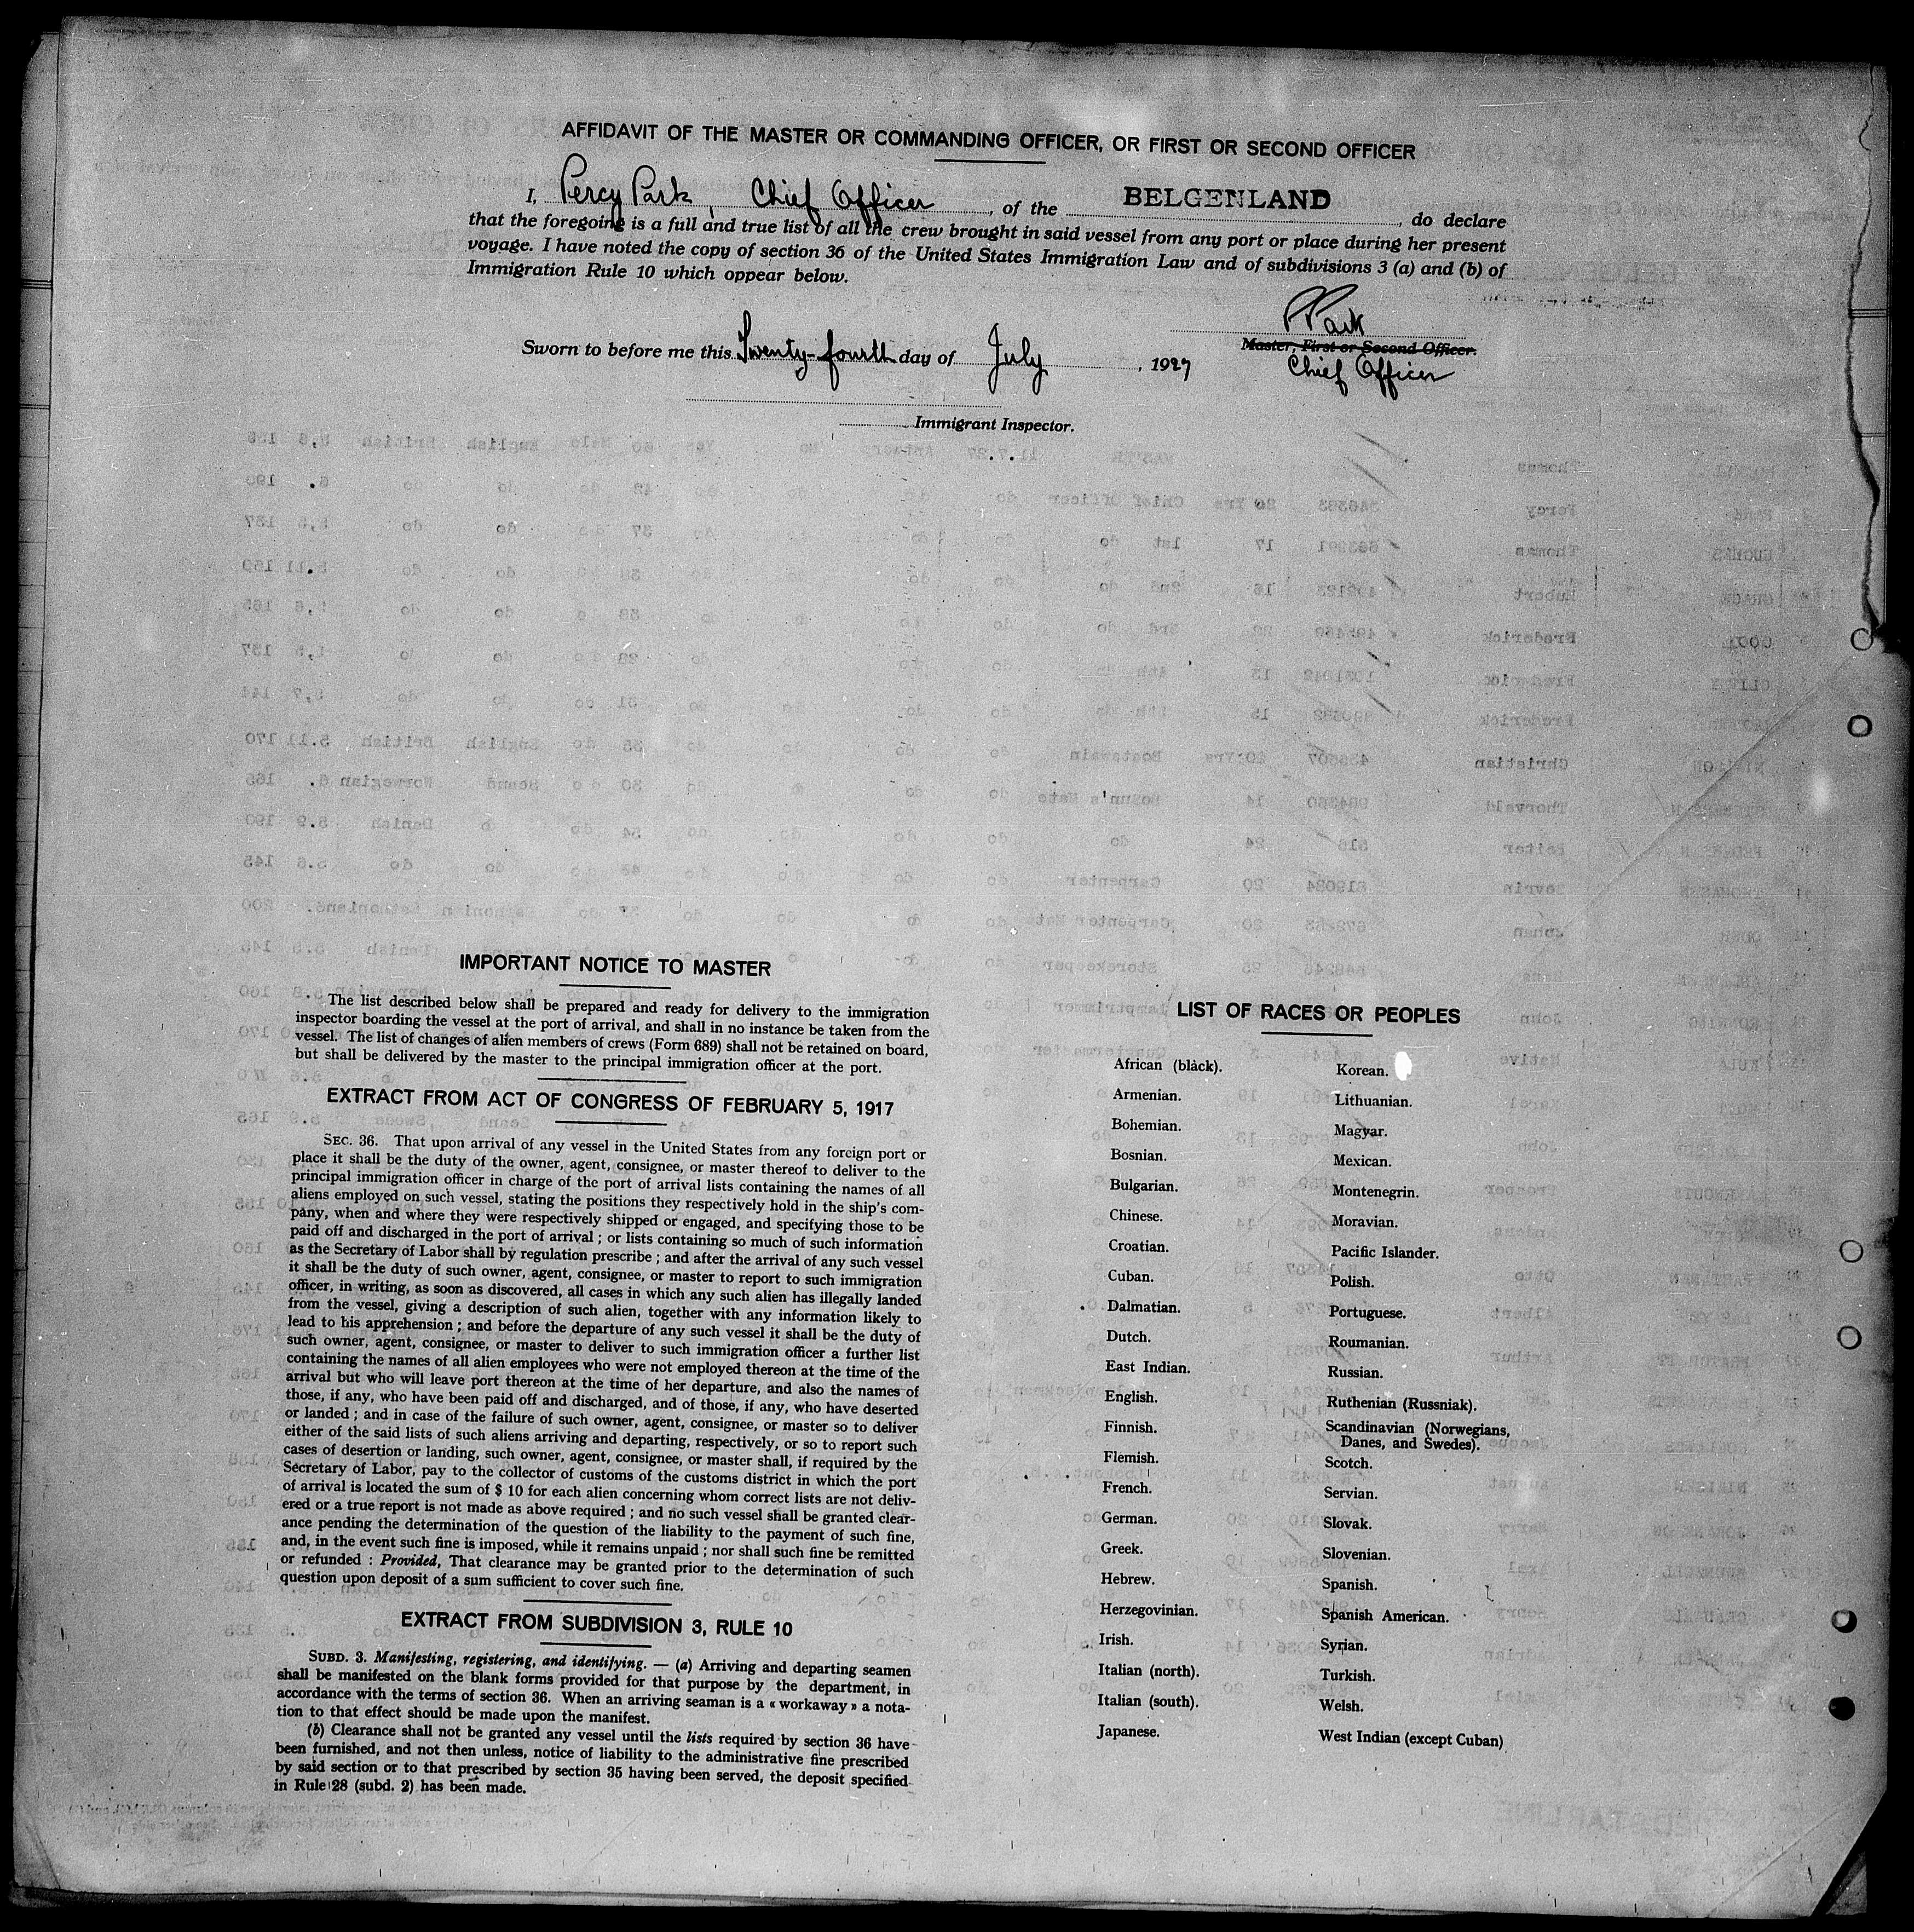 AFFIDAVIT OF THE MASTER OR COMMANDING OFFICER, OR FIRST OR SECOND OFFICER
I, Percy Park, Chief Officer, of the BELGENLAND, do declare
that the foregoing is a full and true list of all the crew brought in said vessel from any port or place during her present
voyage. I have noted the copy of section 36 of the United States Immigration Law and of subdivisions 3 (a) and (b) of
Immigration Rule 10 which oppear below.
PPark
Master, First or Second Officer.
Chief Officer
Sworn to before me this Twenty-fourth day of July, 1927
Immigrant Inspector.
IMPORTANT NOTICE TO MASTER
The list described below shall be prepared and ready for delivery to the immigration
inspector boarding the vessel at the port of arrival, and shall in no instance be taken from the
vessel. The list of changes of alien members of crews (Form 689) shall not be retained on board,
but shall be delivered by the master to the principal immigration officer at the port.
EXTRACT FROM ACT OF CONGRESS OF FEBRUARY 5, 1917
SEC. 36. That upon arrival of any vessel in the United States from any foreign port or
place it shall be the duty of the owner, agent, consignee, or master thereof to deliver to the
principal immigration officer in charge of the port of arrival lists containing the names of all
aliens employed on such vessel, stating the positions they respectively hold in the ship's com-
pany, when and where they were respectively shipped or engaged, and specifying those to be
paid off and discharged in the port of arrival ; or lists containing so much of such information
as the Secretary of Labor shall by regulation prescribe ; and after the arrival of any such vessel
it shall be the duty of such owner, agent, consignee, or master to report to such immigration
officer, in writing, as soon as discovered, all cases in which any such alien has illegally landed
from the vessel, giving a description of such alien, together with any information likely to
lead to his apprehension ; and before the departure of any such vessel it shall be the duty of
such owner, agent, consignee, or master to deliver to such immigration officer a further list
containing the names of all alien employees who were not employed thereon at the time of the
arrival but who will leave port thereon at the time of her departure, and also the names of
those, if any, who have been paid off and discharged, and of those, if any, who have deserted
or landed ; and in case of the failure of such owner, agent, consignee, or master so to deliver
either of the said lists of such aliens arriving and departing, respectively, or so to report such
cases of desertion or landing, such owner, agent, consignee, or master shall, if required by the
Secretary of Labor, pay to the collector of customs of the customs district in which the port
of arrival is located the sum of $ 10 for each alien concerning whom correct lists are not deliv-
ered or a true report is not made as above required ; and no such vessel shall be granted clear-
ance pending the determination of the question of the liability to the payment of such fine,
and, in the event such fine is imposed, while it remains unpaid ; nor shall such fine be remitted
or refunded : Provided, That clearance may be granted prior to the determination of such
question upon deposit of a sum sufficient to cover such fine.
EXTRACT FROM SUBDIVISION 3, RULE 10
SUBD. 3. Manifesting, registering, and identifying. — (a) Arriving and departing seamen
shall be manifested on the blank forms provided for that purpose by the department, in
accordance with the terms of section 36. When an arriving seaman is a « workaway » a nota-
tion to that effect should be made upon the manifest.
(b) Clearance shall not be granted any vessel until the lists required by section 36 have
been furnished, and not then unless, notice of liability to the administrative fine prescribed
by said section or to that prescribed by section 35 having been served, the deposit specified
in Rule 28 (subd. 2) has been made.
LIST OF RACES OR PEOPLES
African (black).
Armenian.
Bohemian.
Bosnian.
Bulgarian.
Chinese.
Croatian.
Cuban.
Dalmatian.
Dutch.
East Indian.
English.
Finnish.
Flemish.
French.
German.
Greek.
Hebrew.
Herzegovinian.
Irish.
Italian (north).
Italian (south).
Japanese.
Korean.
Lithuanian.
Magyar.
Mexican.
Montenegrin.
Moravian.
Pacific Islander.
Polish.
Portuguese.
Roumanian.
Russian.
Ruthenian (Russniak).
Scandinavian (Norwegians,
Danes, and Swedes).
Scotch.
Servian.
Slovak.
Slovenian.
Spanish.
Spanish American.
Syrian.
Turkish.
Welsh.
West Indian (except Cuban)